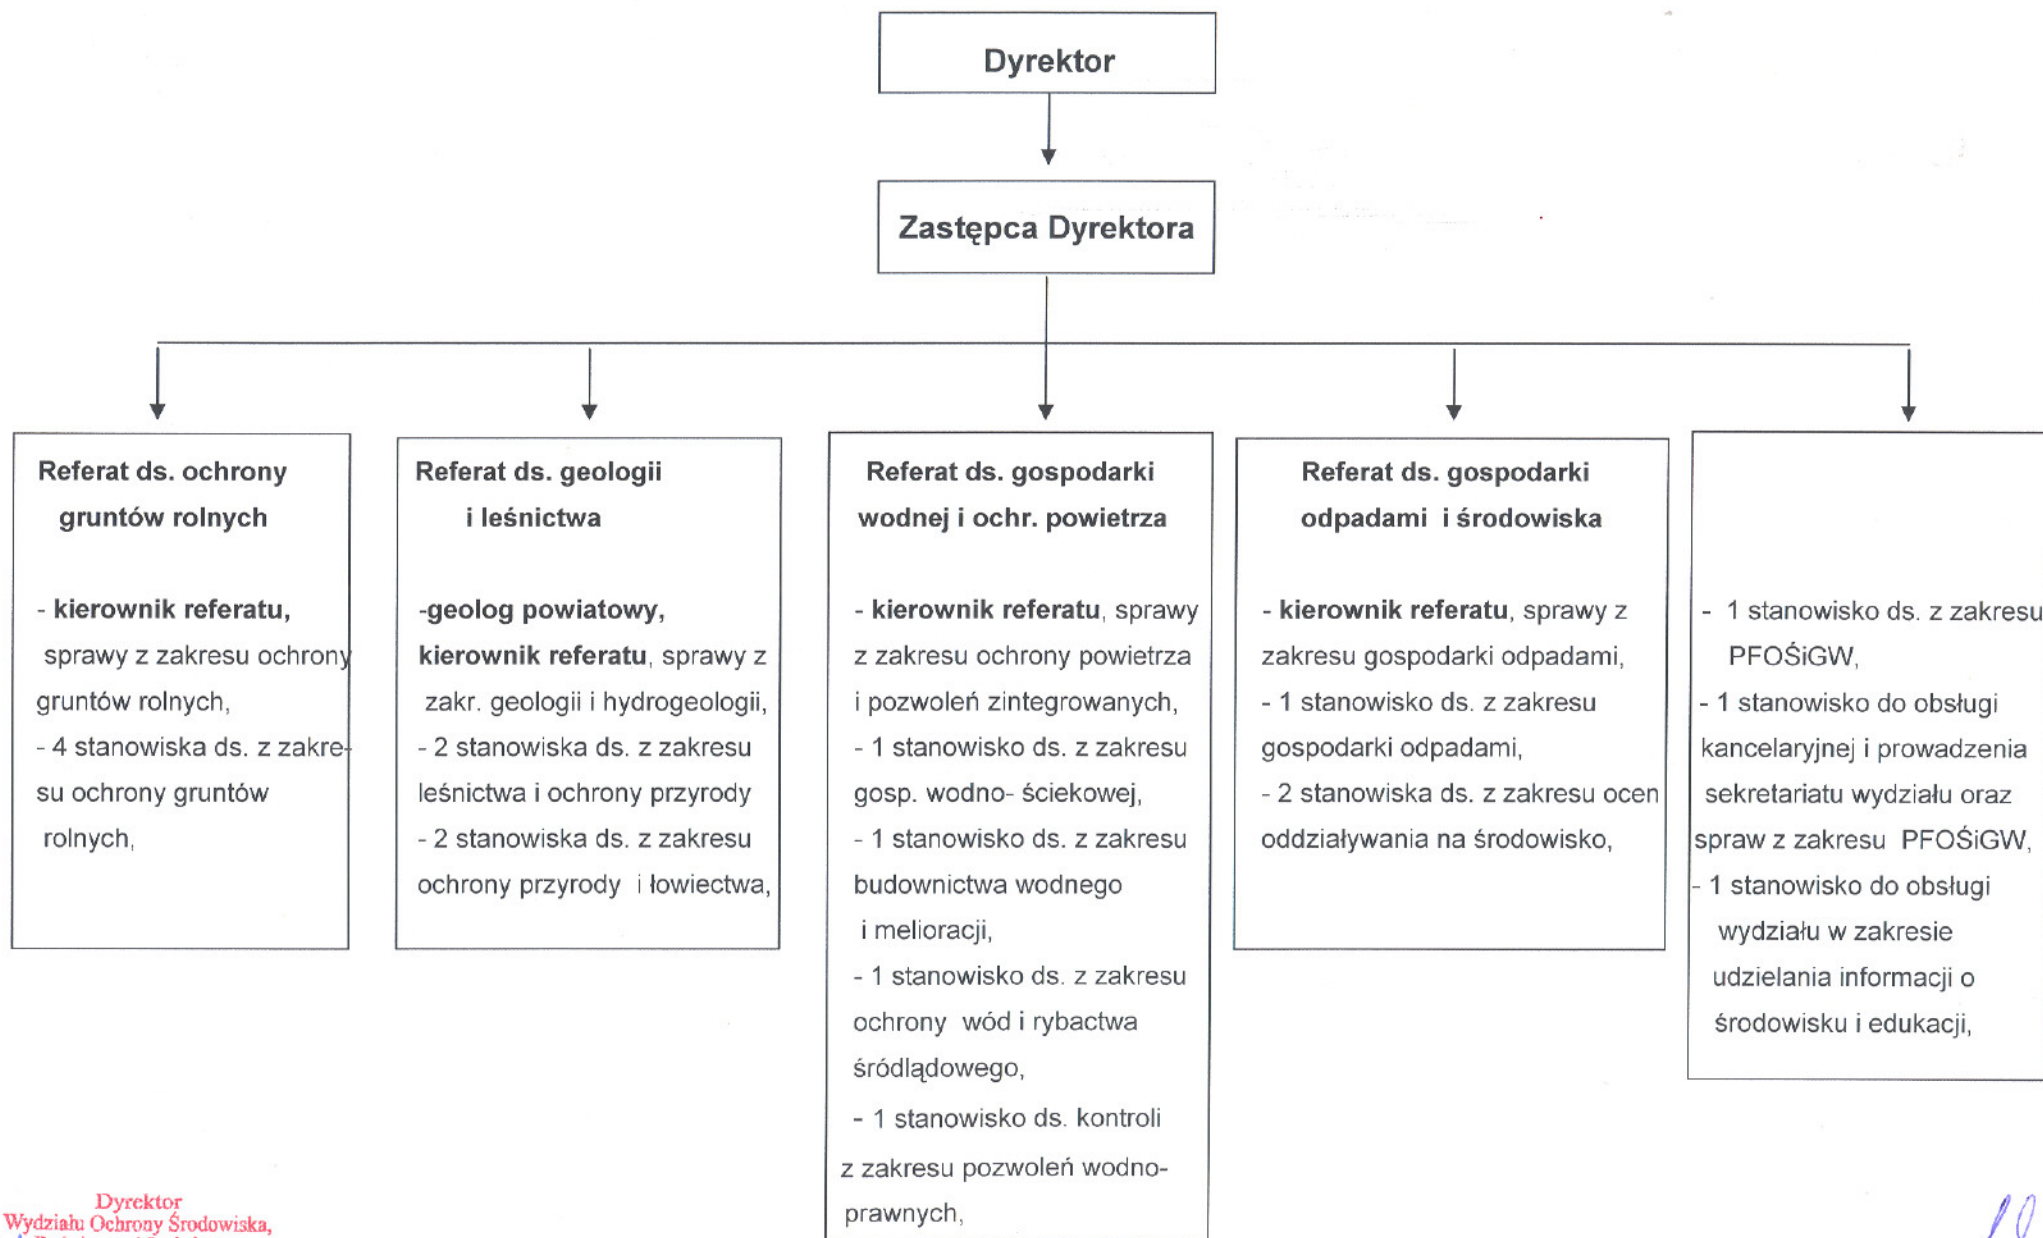 Dyrektor
Zastępca Dyrektora
Referat ds. ochrony
gruntów rolnych
- kierownik referatu,
sprawy z zakresu ochrony
gruntów rolnych,
- 4 stanowiska ds. z zakre-
su ochrony gruntów
rolnych,
Referat ds. geologii
i leśnictwa
-geolog powiatowy,
kierownik referatu, sprawy z
zakr. geologii i hydrogeologii,
- 2 stanowiska ds. z zakresu
leśnictwa i ochrony przyrody
- 2 stanowiska ds. z zakresu
ochrony przyrody i łowiectwa,
Referat ds. gospodarki
wodnej i ochr. powietrza
- kierownik referatu, sprawy
z zakresu ochrony powietrza
i pozwoleń zintegrowanych,
- 1 stanowisko ds. z zakresu
gosp. wodno- ściekowej,
- 1 stanowisko ds. z zakresu
budownictwa wodnego
i melioracji,
- 1 stanowisko ds. z zakresu
ochrony wód i rybactwa
śródlądowego,
- 1 stanowisko ds. kontroli
z zakresu pozwoleń wodno-
prawnych,
Referat ds. gospodarki
odpadami i środowiska
- kierownik referatu, sprawy z
zakresu gospodarki odpadami,
- 1 stanowisko ds. z zakresu
gospodarki odpadami,
- 2 stanowiska ds. z zakresu ocen
oddziaływania na środowisko,
- 1 stanowisko ds. z zakresu
PFOŚiGW,
- 1 stanowisko do obsługi
kancelaryjnej i prowadzenia
sekretariatu wydziału oraz
spraw z zakresu PFOŚiGW,
- 1 stanowisko do obsługi
wydziału w zakresie
udzielania informacji o
środowisku i edukacji,
Dyrektor
Wydziału Ochrony Środowiska,